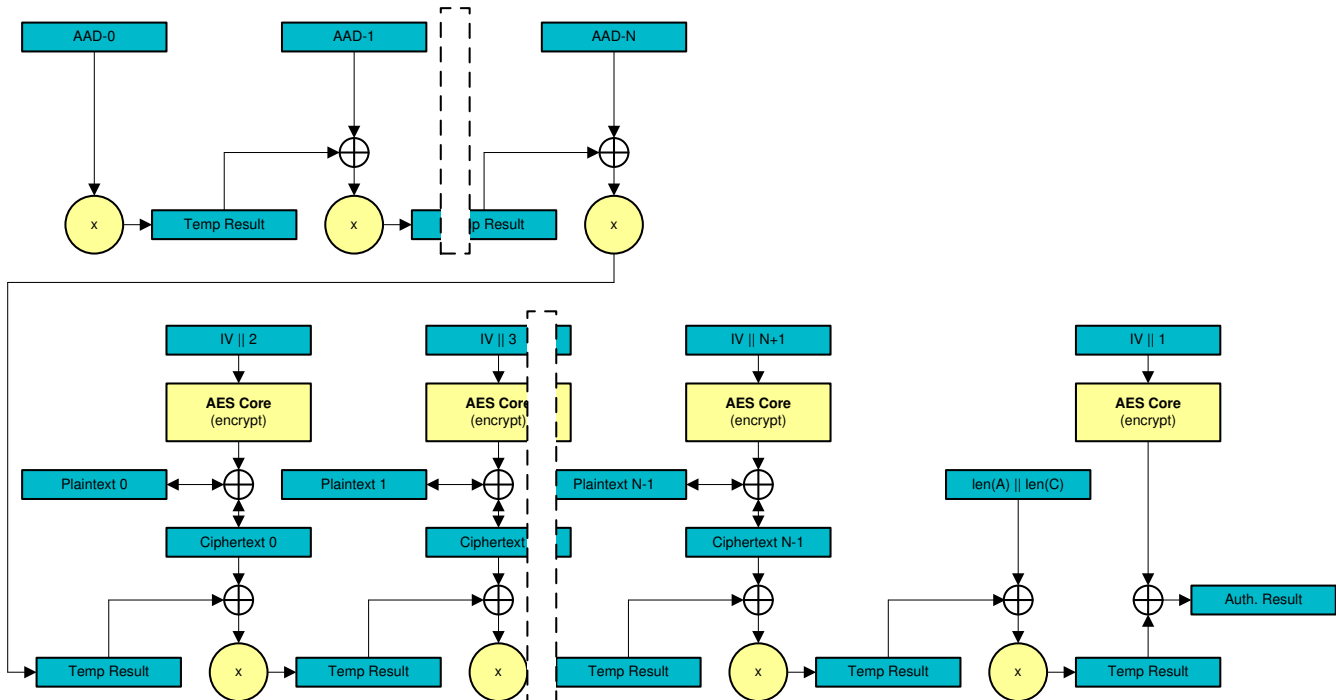 AAD-0
AAD-1
AAD-N
x
Temp Result
x
p Result
x
IV || 2
IV || 3
IV || N+1
IV || 1
AES Core
(encrypt)
AES Core
(encrypt)
AES Core
(encrypt)
AES Core
(encrypt)
Plaintext 0
Plaintext 1
Plaintext N-1
len(A) || len(C)
Ciphertext 0
Ciphertext
Ciphertext N-1
Auth. Result
Temp Result
x
Temp Result
x
Temp Result
x
Temp Result
x
Temp Result